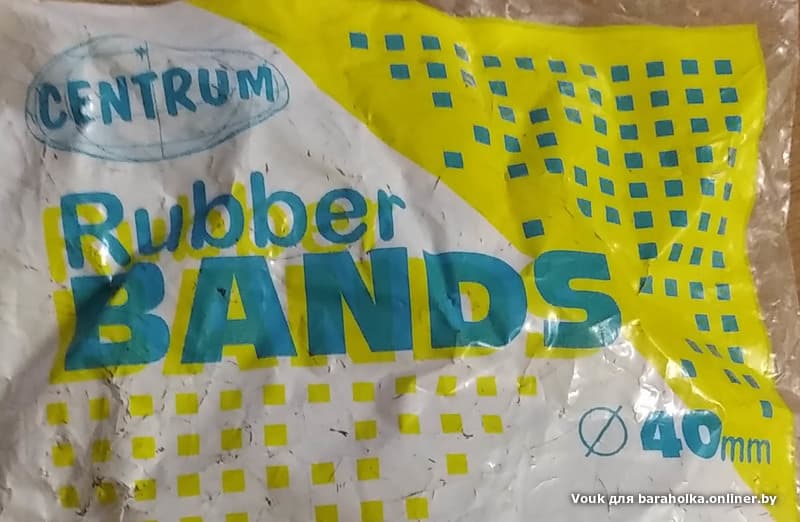 CENTRUM
Rubber
BANDS
Ø 40mm
Vouk для baraholka.onliner.by